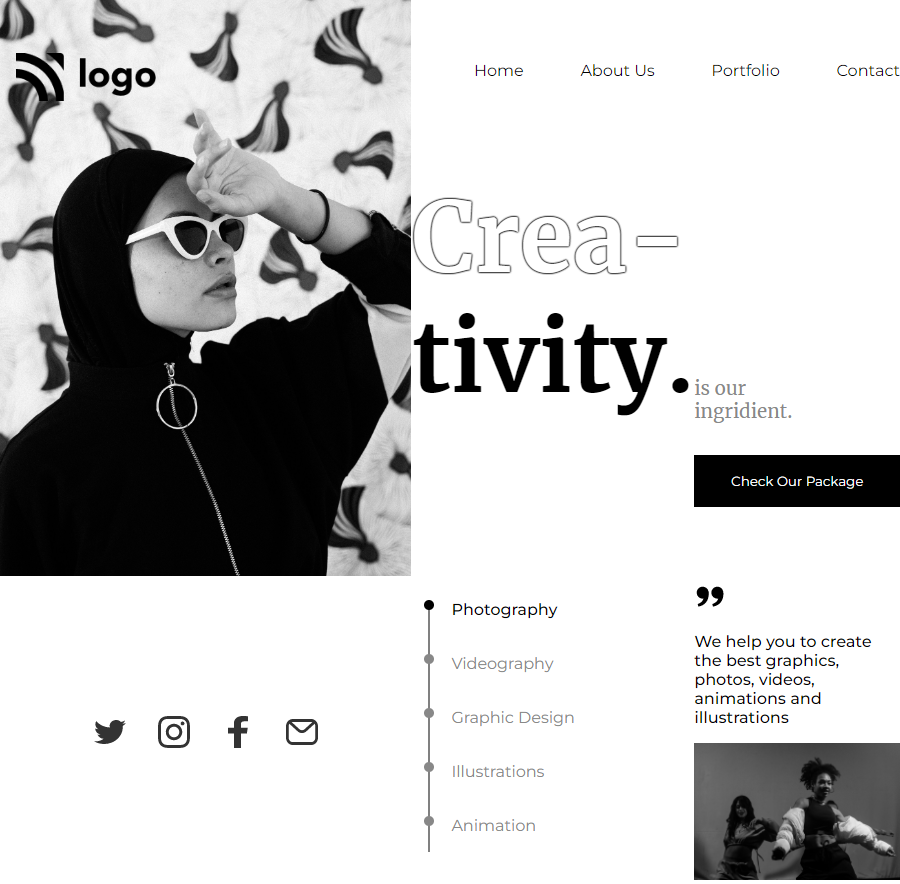 logo
Home
About Us
Portfolio
Contact
Crea-
tivity.
is our
ingridient.
Check Our Package
Photography
Videography
Graphic Design
Illustrations
Animation
”
We help you to create
the best graphics,
photos, videos,
animations and
illustrations